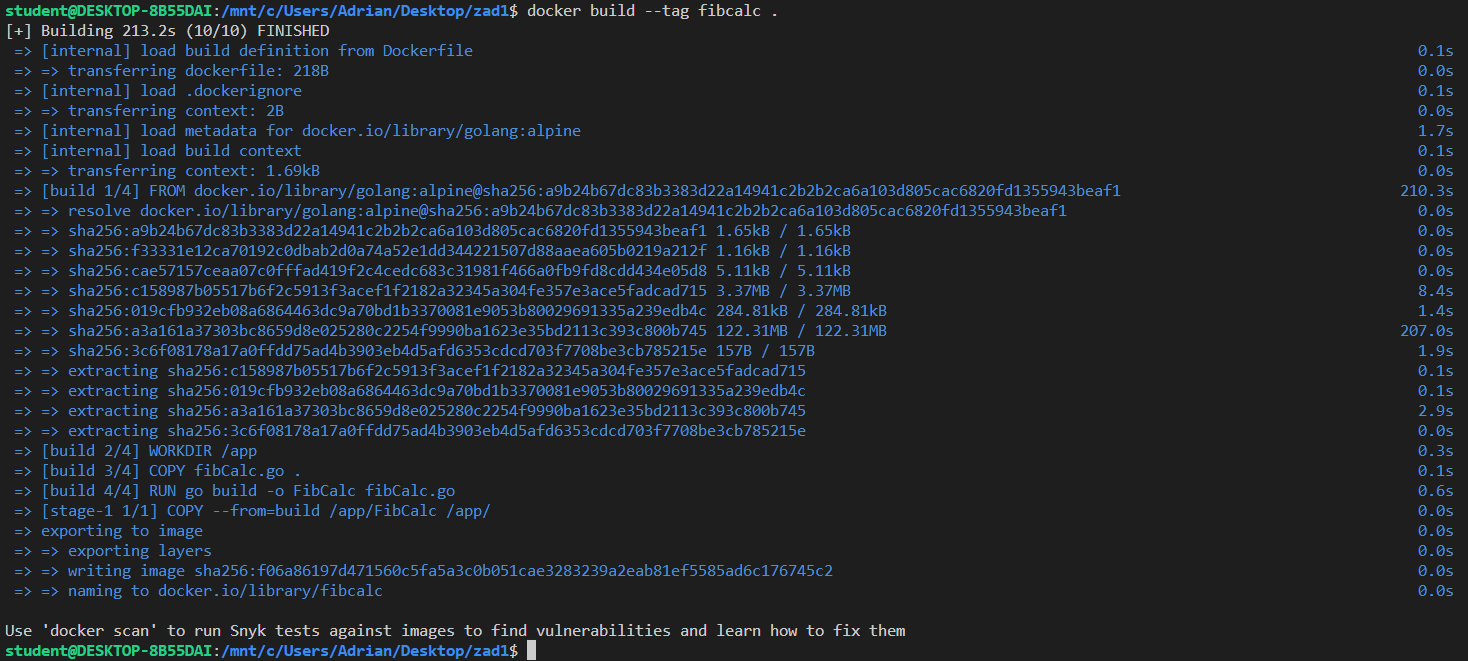 student@DESKTOP-8B55DAI:/mnt/c/Users/Adrian/Desktop/zad1$ docker build --tag fibcalc .
[+] Building 213.2s (10/10) FINISHED
=> [internal] load build definition from Dockerfile 0.1s
=> => transferring dockerfile: 218B 0.0s
=> [internal] load .dockerignore 0.1s
=> => transferring context: 2B 0.0s
=> [internal] load metadata for docker.io/library/golang:alpine 1.7s
=> [internal] load build context 0.1s
=> => transferring context: 1.69kB 0.0s
=> [build 1/4] FROM docker.io/library/golang:alpine@sha256:a9b24b67dc83b3383d22a14941c2b2b2ca6a103d805cac6820fd1355943beaf1 210.3s
=> => resolve docker.io/library/golang:alpine@sha256:a9b24b67dc83b3383d22a14941c2b2b2ca6a103d805cac6820fd1355943beaf1 0.0s
=> => sha256:a9b24b67dc83b3383d22a14941c2b2b2ca6a103d805cac6820fd1355943beaf1 1.65kB / 1.65kB 0.0s
=> => sha256:f33331e12ca70192c0dbab2d0a74a52e1dd344221507d88aaea605b0219a212f 1.16kB / 1.16kB 0.0s
=> => sha256:cae57157ceaa07c0fffad419f2c4cedc683c31981f466a0fb9fd8cdd434e05d8 5.11kB / 5.11kB 0.0s
=> => sha256:c158987b05517b6f2c5913f3acef1f2182a32345a304fe357e3ace5fadcad715 3.37MB / 3.37MB 8.4s
=> => sha256:019cfb932eb08a6864463dc9a70bd1b3370081e9053b80029691335a239edb4c 284.81kB / 284.81kB 1.4s
=> => sha256:a3a161a37303bc8659d8e025280c2254f9990ba1623e35bd2113c393c800b745 122.31MB / 122.31MB 207.0s
=> => sha256:3c6f08178a17a0ffdd75ad4b3903eb4d5afd6353cdcd703f7708be3cb785215e 157B / 157B 1.9s
=> => extracting sha256:c158987b05517b6f2c5913f3acef1f2182a32345a304fe357e3ace5fadcad715 0.1s
=> => extracting sha256:019cfb932eb08a6864463dc9a70bd1b3370081e9053b80029691335a239edb4c 0.1s
=> => extracting sha256:a3a161a37303bc8659d8e025280c2254f9990ba1623e35bd2113c393c800b745 2.9s
=> => extracting sha256:3c6f08178a17a0ffdd75ad4b3903eb4d5afd6353cdcd703f7708be3cb785215e 0.0s
=> [build 2/4] WORKDIR /app 0.3s
=> [build 3/4] COPY fibCalc.go . 0.1s
=> [build 4/4] RUN go build -o FibCalc fibCalc.go 0.6s
=> [stage-1 1/1] COPY --from=build /app/FibCalc /app/ 0.0s
=> exporting to image 0.0s
=> => exporting layers 0.0s
=> => writing image sha256:f06a86197d471560c5fa5a3c0b051cae3283239a2eab81ef5585ad6c176745c2 0.0s
=> => naming to docker.io/library/fibcalc 0.0s
Use 'docker scan' to run Snyk tests against images to find vulnerabilities and learn how to fix them
student@DESKTOP-8B55DAI:/mnt/c/Users/Adrian/Desktop/zad1$